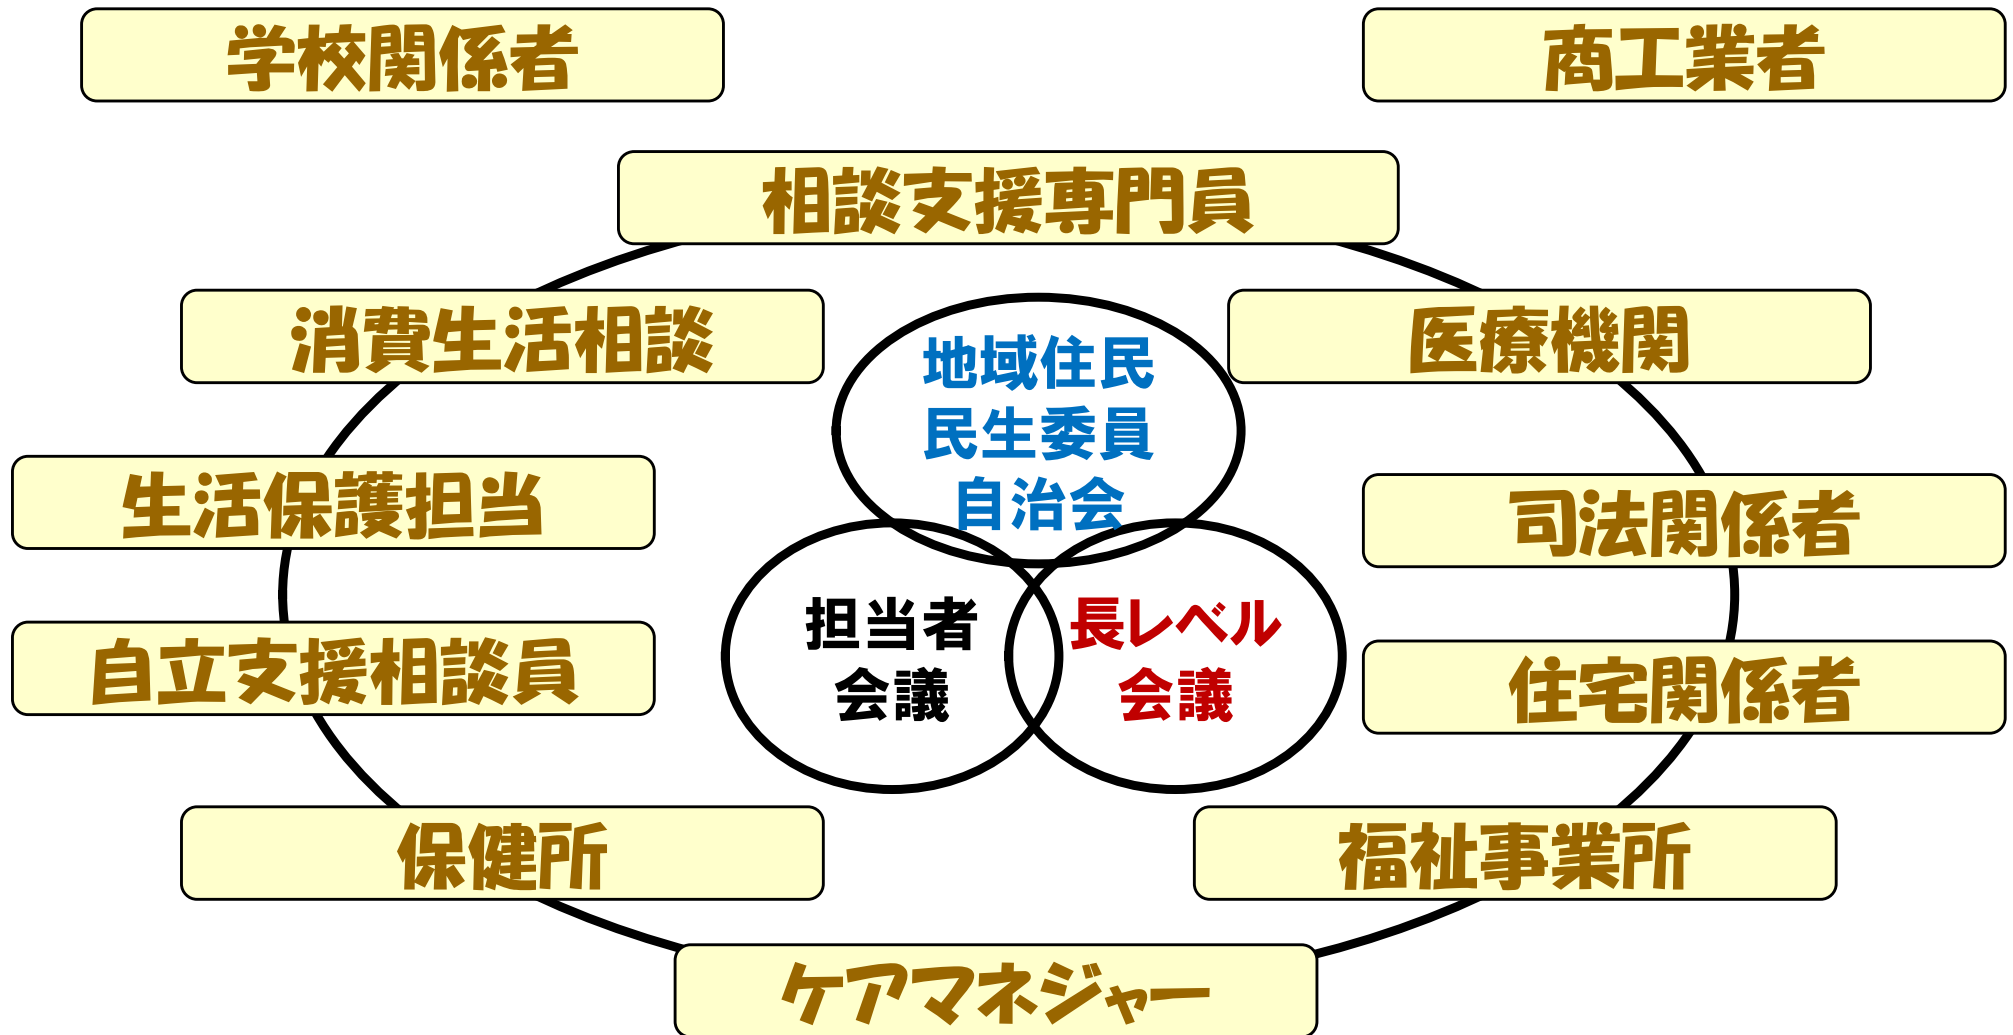 学校関係者
商工業者
相談支援専門員
消費生活相談
医療機関
地域住民
民生委員
自治会
生活保護担当
司法関係者
担当者
会議
長レベル
会議
自立支援相談員
住宅関係者
保健所
福祉事業所
ケアマネジャー